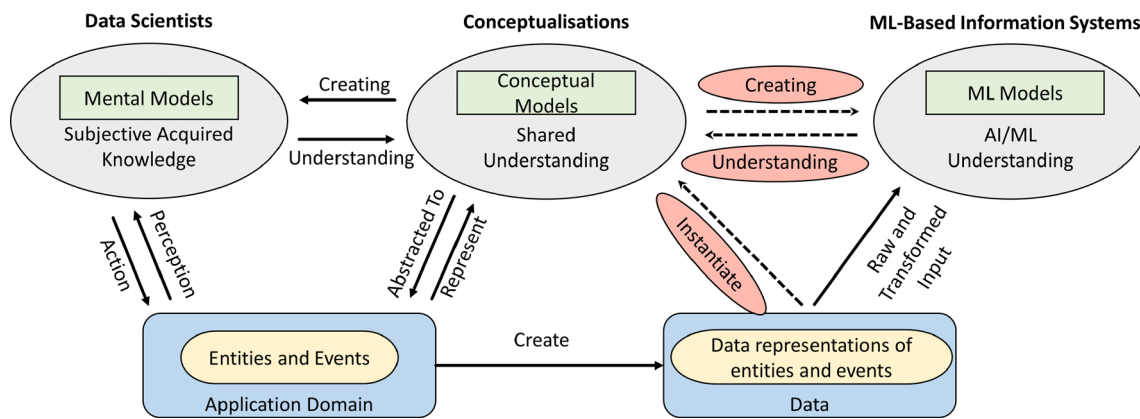 Data Scientists
Conceptualisations
ML-Based Information Systems
Mental Models
Subjective Acquired
Knowledge
Creating
Understanding
Conceptual
Models
Shared
Understanding
Creating
Understanding
ML Models
AI/ML
Understanding
Action
Perception
Abstracted To
Represent
Instantiate
Raw and
Transformed
Input
Entities and Events
Application Domain
Create
Data representations of
entities and events
Data